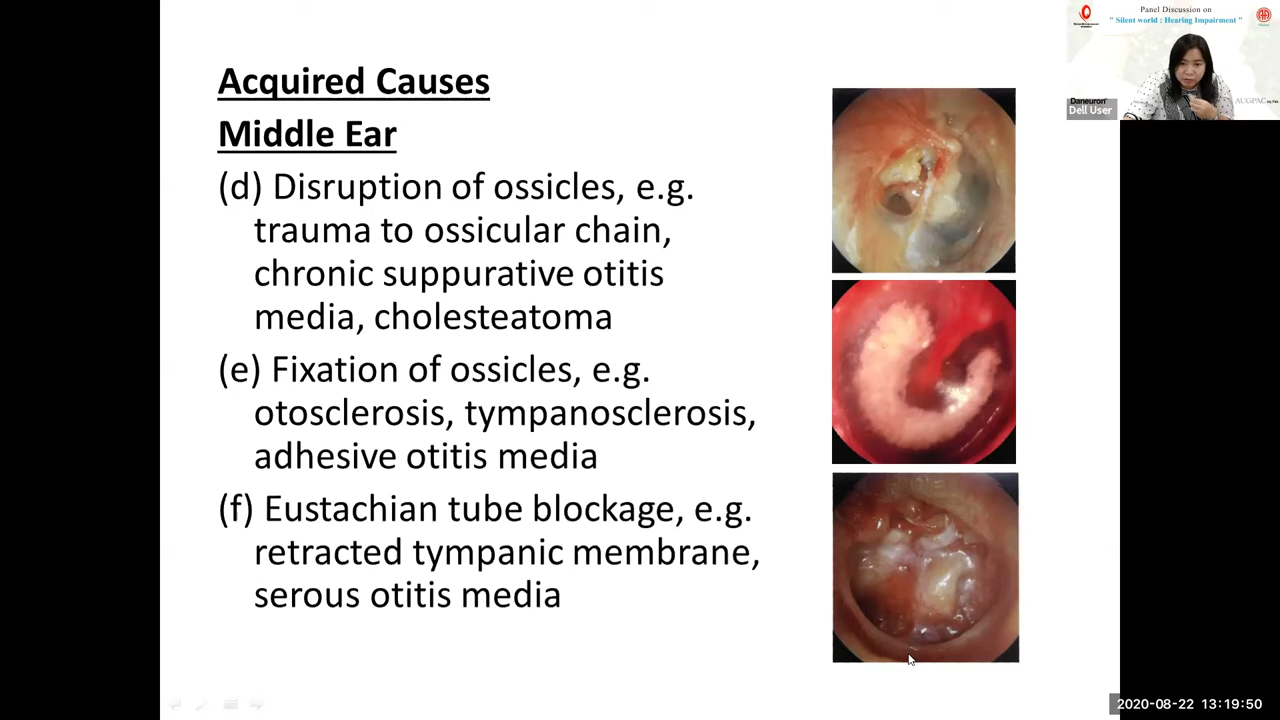 Acquired Causes
Middle Ear
(d) Disruption of ossicles, e.g.
trauma to ossicular chain,
chronic suppurative otitis
media, cholesteatoma
(e) Fixation of ossicles, e.g.
otosclerosis, tympanosclerosis,
adhesive otitis media
(f) Eustachian tube blockage, e.g.
retracted tympanic membrane,
serous otitis media
Panel Discussion on
" Silent world : Hearing Impairment "
Daneuron
AUGPAC
Dell User
2020-08-22 13:19:50